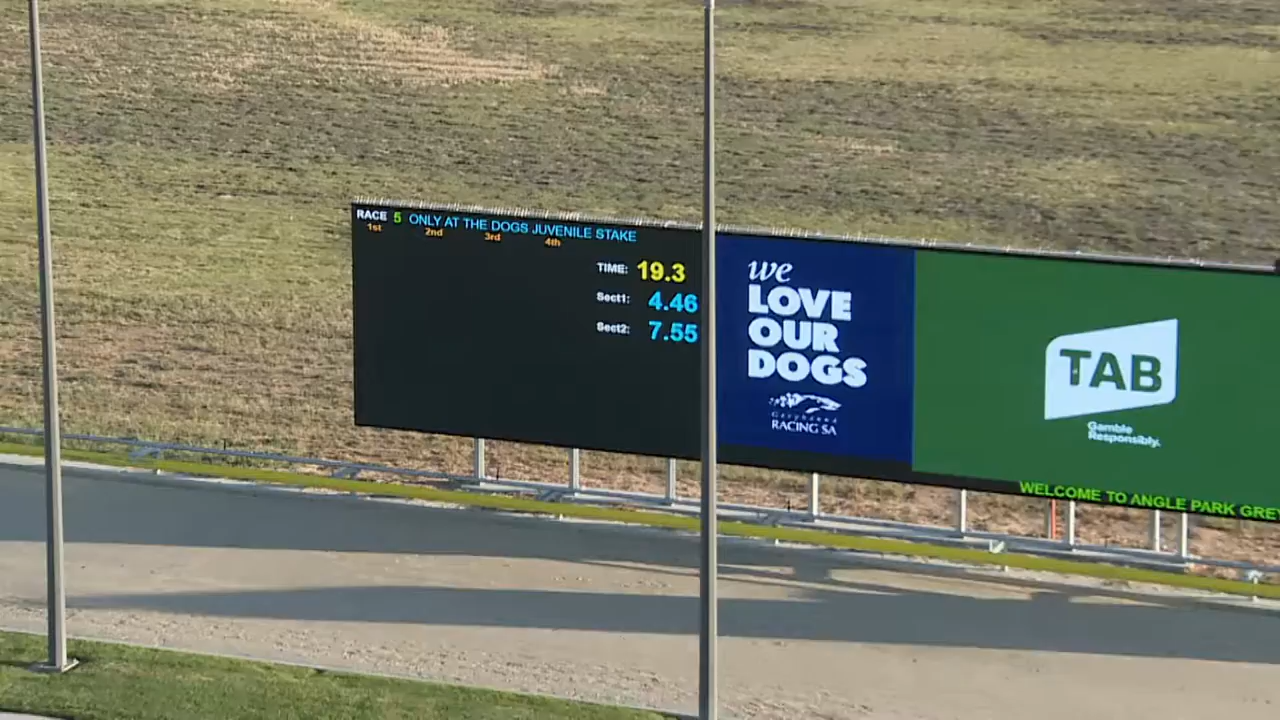 RACE 5 ONLY AT THE DOGS JUVENILE STAKE
1st 2nd 3rd 4th
TIME: 19.3
Sect1: 4.46
Sect2: 7.55
we
LOVE
OUR
DOGS
Greyhound
RACING SA
TAB
Gamble
Responsibly.
WELCOME TO ANGLE PARK GREY